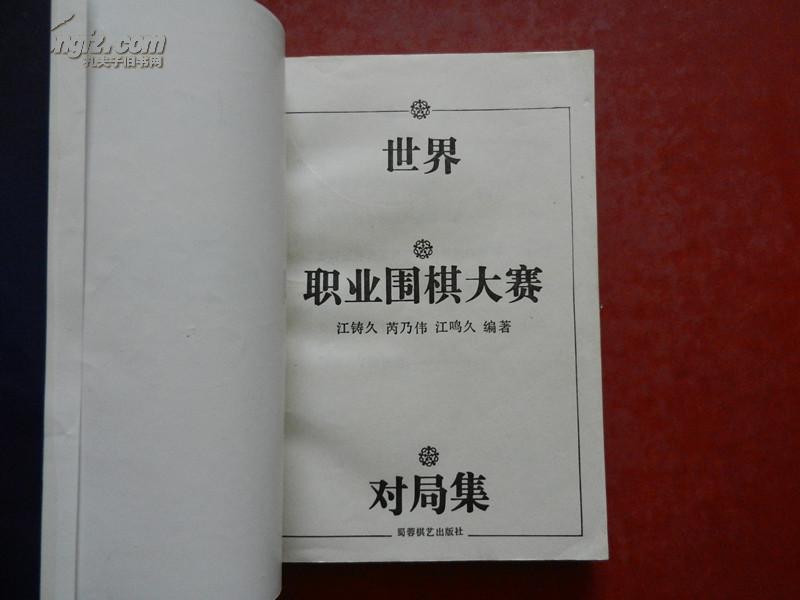 ngfz.com
孔夫子旧书网
世界
职业围棋大赛
江铸久 芮乃伟 江鸣久 编著
对局集
蜀蓉棋艺出版社